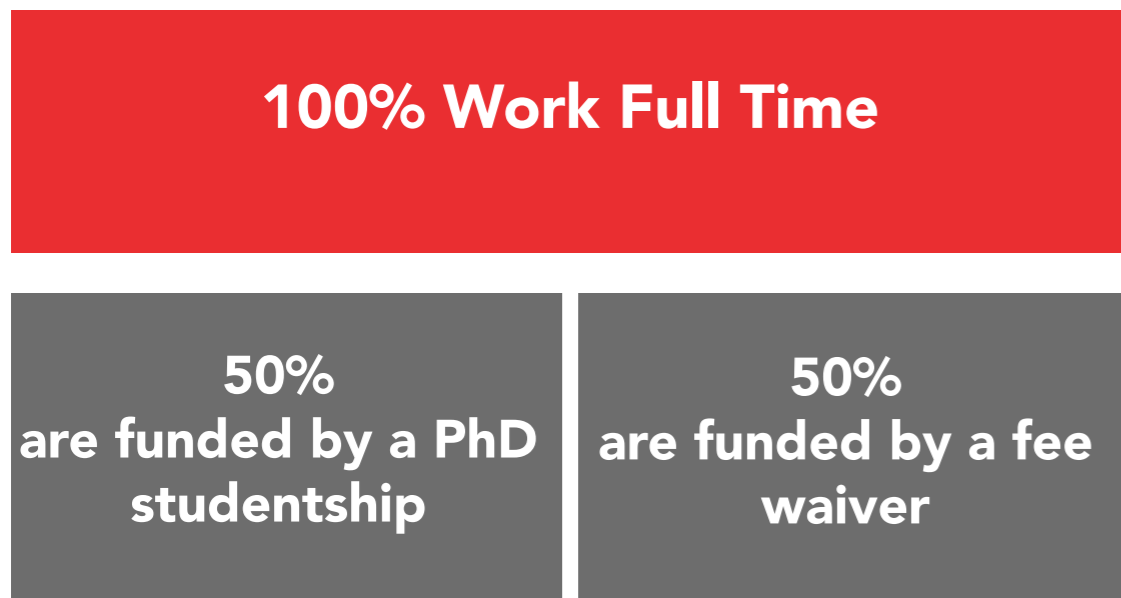 100% Work Full Time
50%
are funded by a PhD
studentship
50%
are funded by a fee
waiver